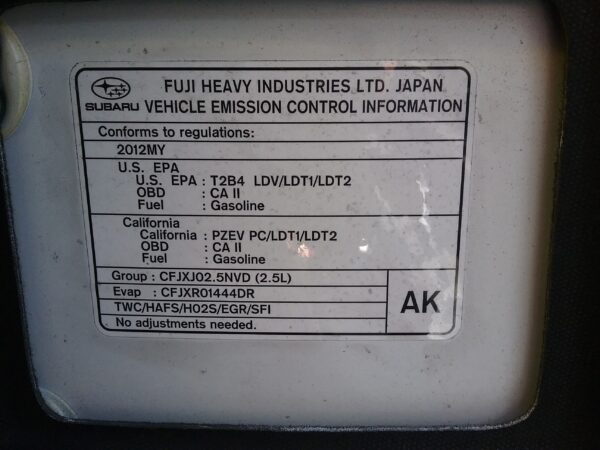 FUJI HEAVY INDUSTRIES LTD. JAPAN
SUBARU VEHICLE EMISSION CONTROL INFORMATION
Conforms to regulations:
2012MY
U.S. EPA
U.S. EPA : T2B4 LDV/LDT1/LDT2
OBD : CA II
Fuel : Gasoline
California
California : PZEV PC/LDT1/LDT2
OBD : CA II
Fuel : Gasoline
Group : CFJXJ02.5NVD (2.5L)
Evap : CFJXR01444DR
TWC/HAFS/HO2S/EGR/SFI
No adjustments needed.
AK